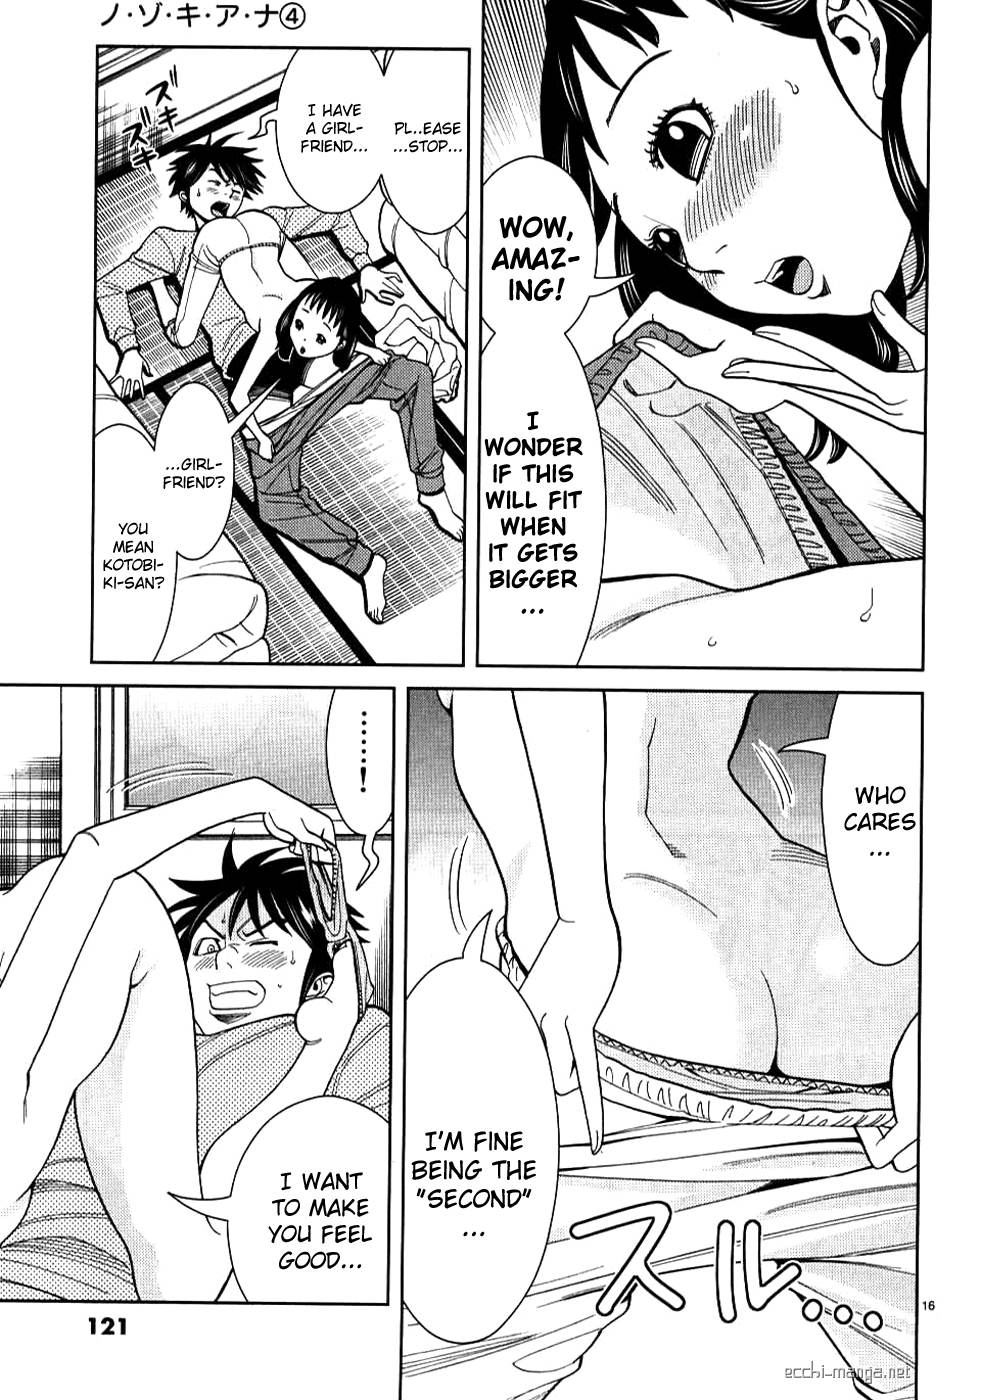 ノ・ゾ・キ・ア・ナ④
WOW,
AMAZ-
ING!
I
WONDER
IF THIS
WILL FIT
WHEN
IT GETS
BIGGER
...
PL..EASE
...STOP...
I HAVE
A GIRL-
FRIEND...
ズキ
ズキ
...GIRL-
FRIEND?
YOU
MEAN
KOTOBI-
KI-SAN?
WHO
CARES
...
I'M FINE
BEING THE
"SECOND"
...
スル...
........!
I WANT
TO MAKE
YOU FEEL
GOOD...
16
121
ecchi-manga.net